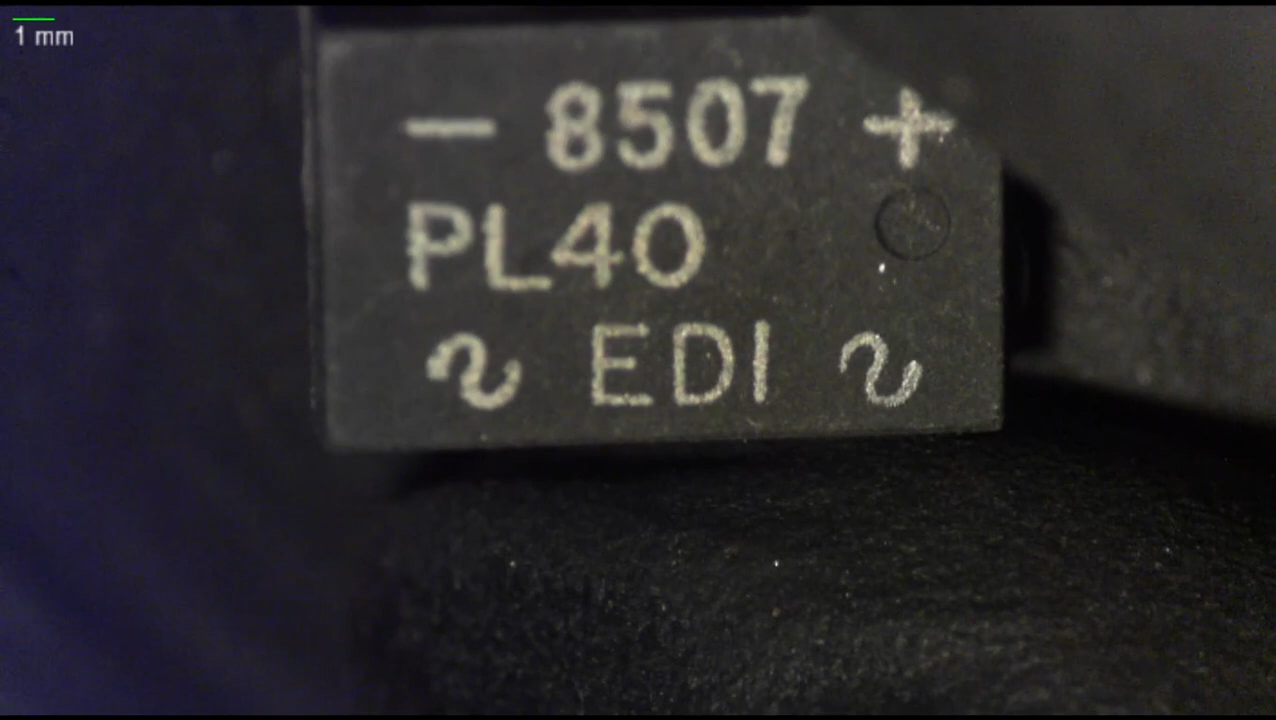 1 mm
— 8507 +
PL40
∿ EDI ∿